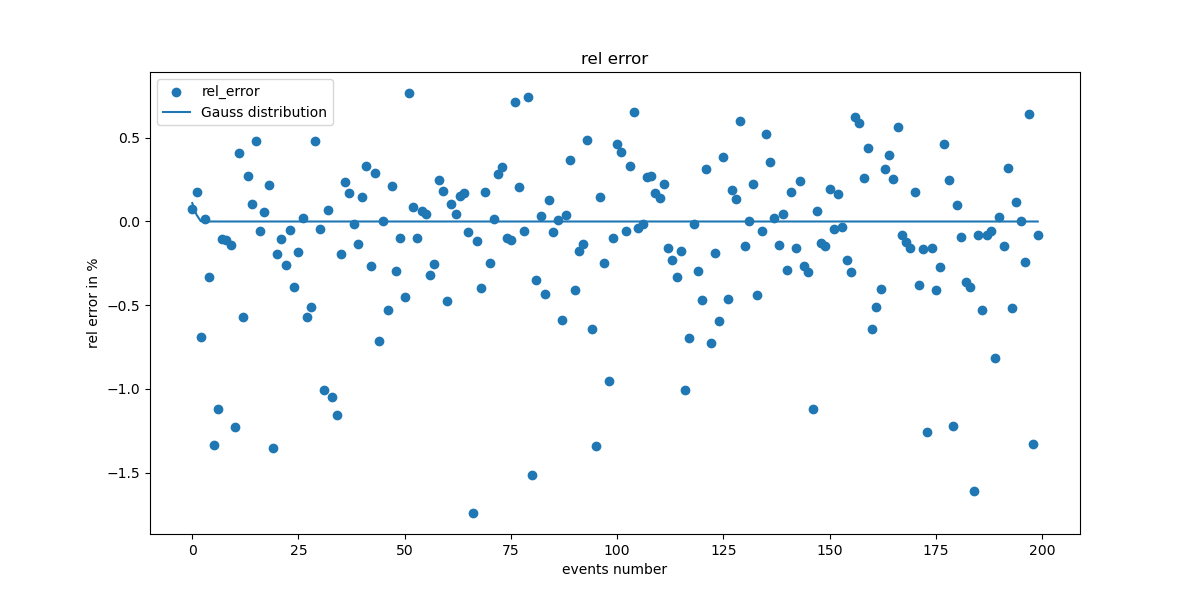 rel error
rel_error
Gauss distribution
rel error in %
0.5
0.0
−0.5
−1.0
−1.5
0 25 50 75 100 125 150 175 200
events number